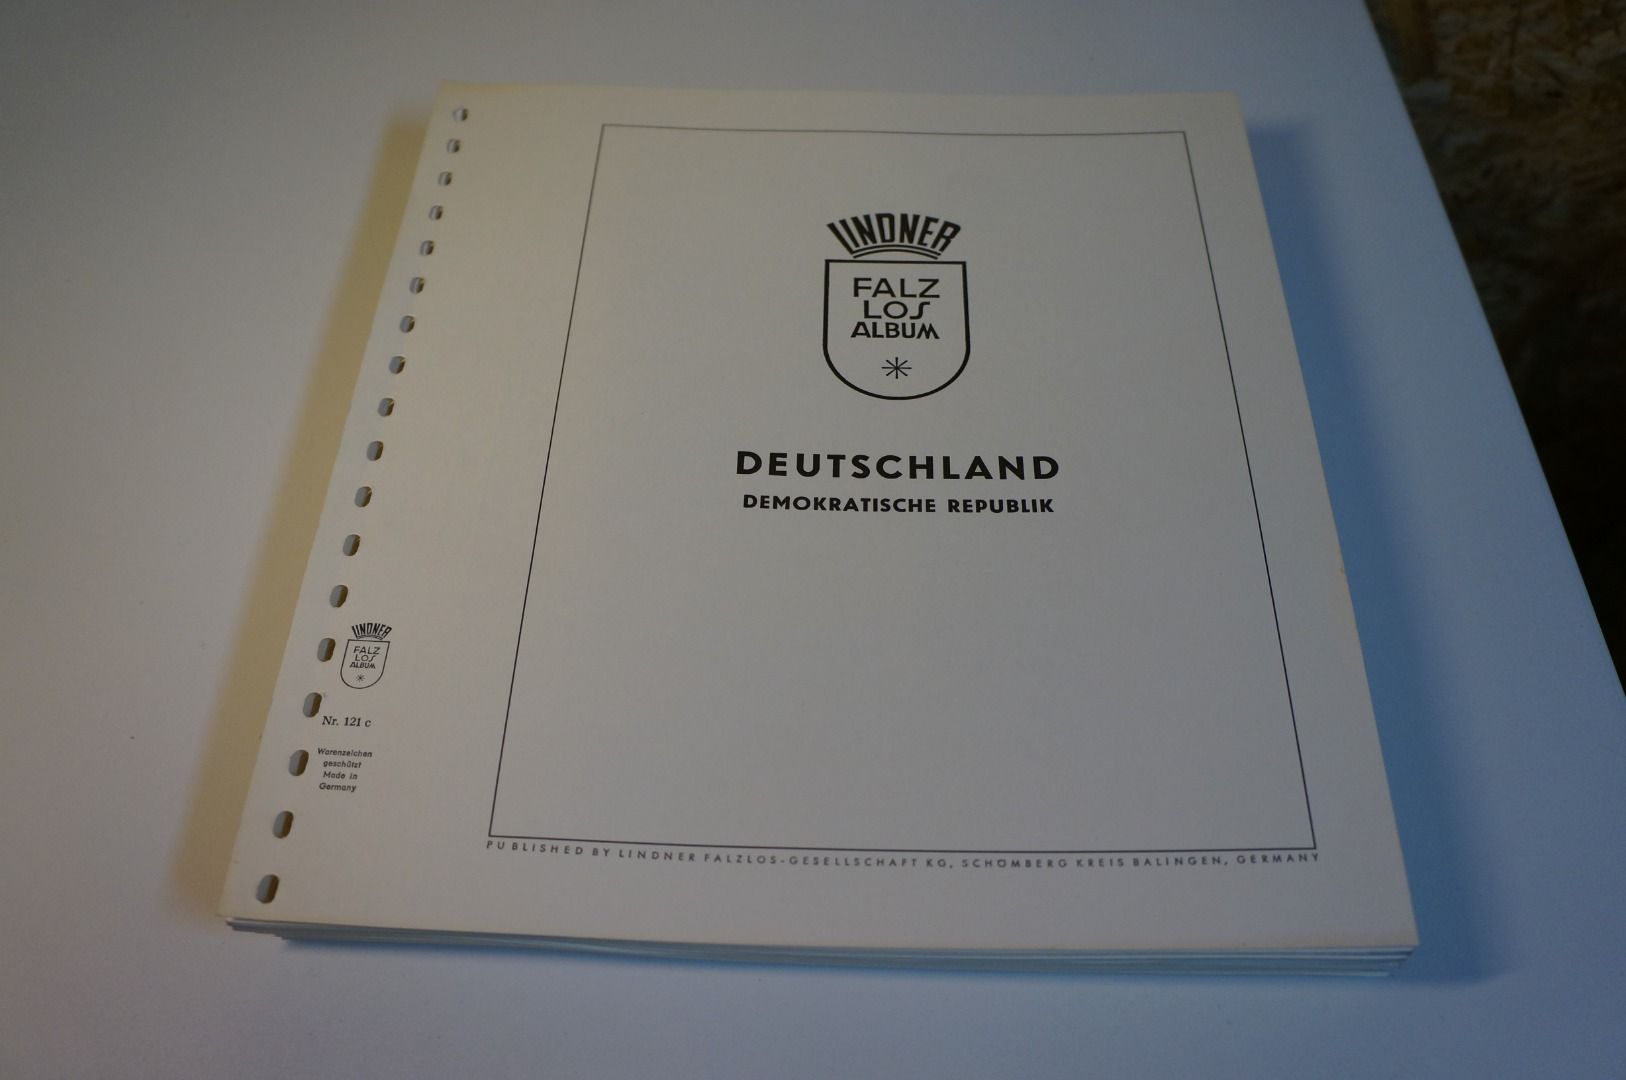 LINDNER
FALZ
LOS
ALBUM
DEUTSCHLAND
DEMOKRATISCHE REPUBLIK
LINDNER
FALZ
LOS
ALBUM
Nr. 121 c
Warenzeichen
geschützt
Made in
Germany
PUBLISHED BY LINDNER FALZLOS-GESELLSCHAFT KG, SCHÖMBERG KREIS BALINGEN, GERMANY